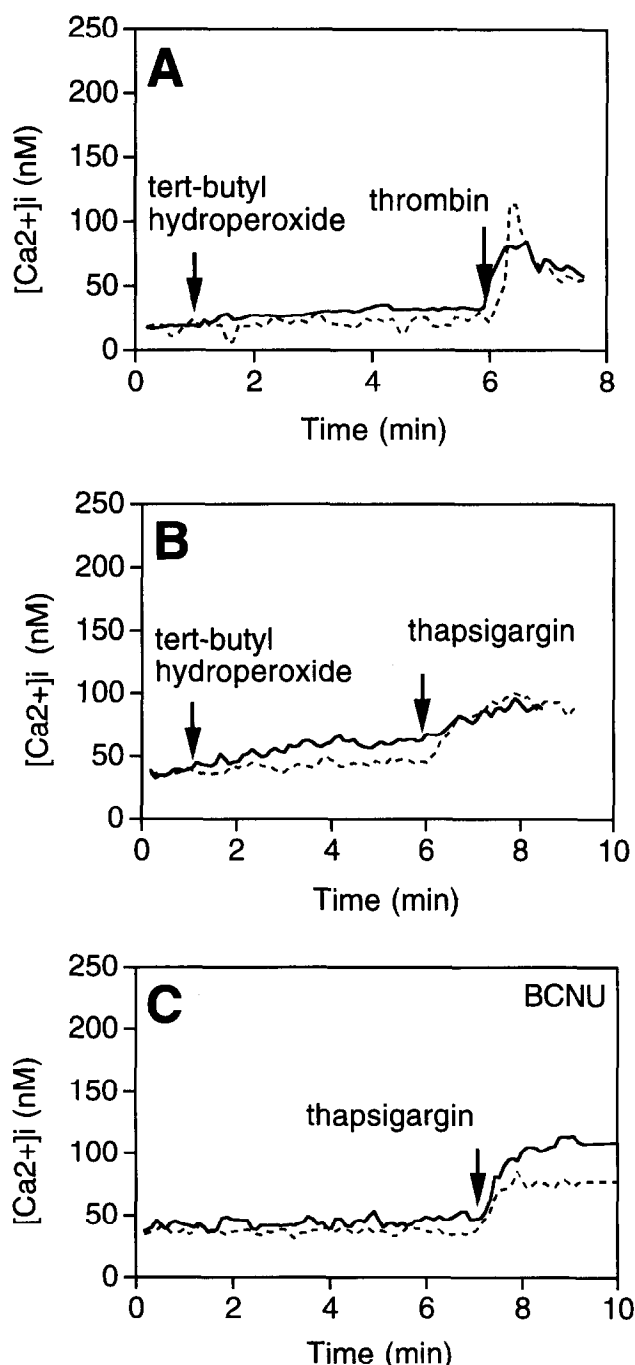 A
250
200
150
100
50
0
[Ca2+]i (nM)
tert-butyl
hydroperoxide
thrombin
0 2 4 6 8
Time (min)
B
250
200
150
100
50
0
[Ca2+]i (nM)
tert-butyl
hydroperoxide
thapsigargin
0 2 4 6 8 10
Time (min)
C
BCNU
250
200
150
100
50
0
[Ca2+]i (nM)
thapsigargin
0 2 4 6 8 10
Time (min)